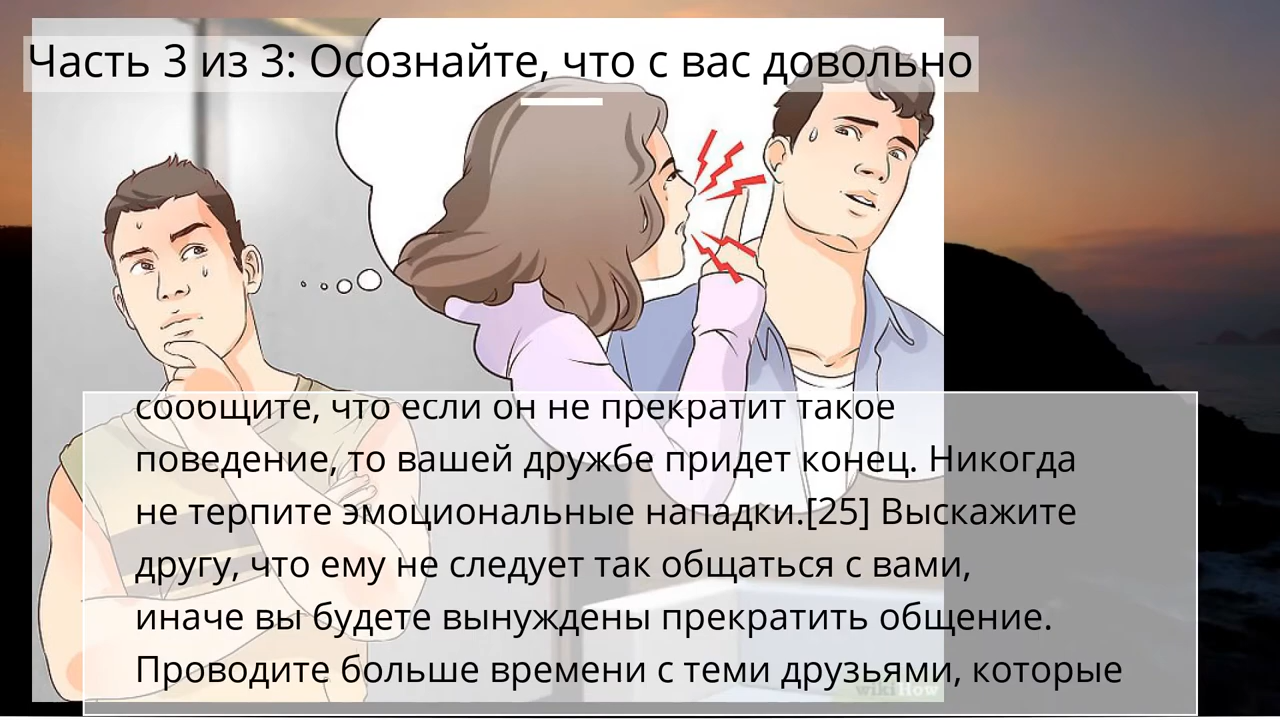 Часть 3 из 3: Осознайте, что с вас довольно
сообщите, что если он не прекратит такое
поведение, то вашей дружбе придет конец. Никогда
не терпите эмоциональные нападки.[25] Выскажите
другу, что ему не следует так общаться с вами,
иначе вы будете вынуждены прекратить общение.
Проводите больше времени с теми друзьями, которые
wikiHow